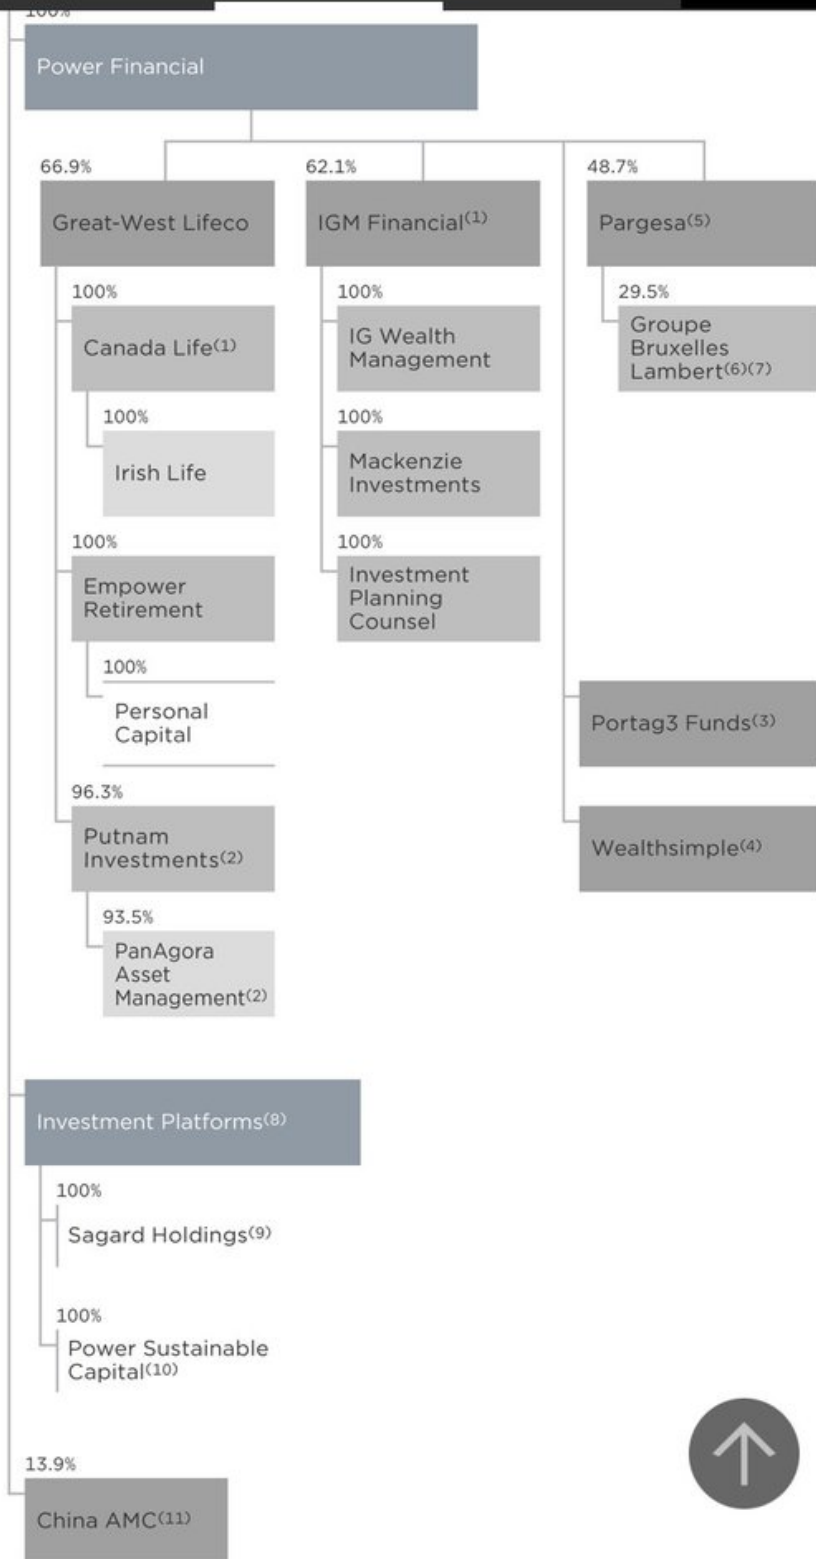 100%
Power Financial
66.9%
Great-West Lifeco
100%
Canada Life(1)
100%
Irish Life
100%
Empower
Retirement
100%
Personal
Capital
96.3%
Putnam
Investments(2)
93.5%
PanAgora
Asset
Management(2)
62.1%
IGM Financial(1)
100%
IG Wealth
Management
100%
Mackenzie
Investments
100%
Investment
Planning
Counsel
48.7%
Pargesa(5)
29.5%
Groupe
Bruxelles
Lambert(6)(7)
Portag3 Funds(3)
Wealthsimple(4)
Investment Platforms(8)
100%
Sagard Holdings(9)
100%
Power Sustainable
Capital(10)
13.9%
China AMC(11)